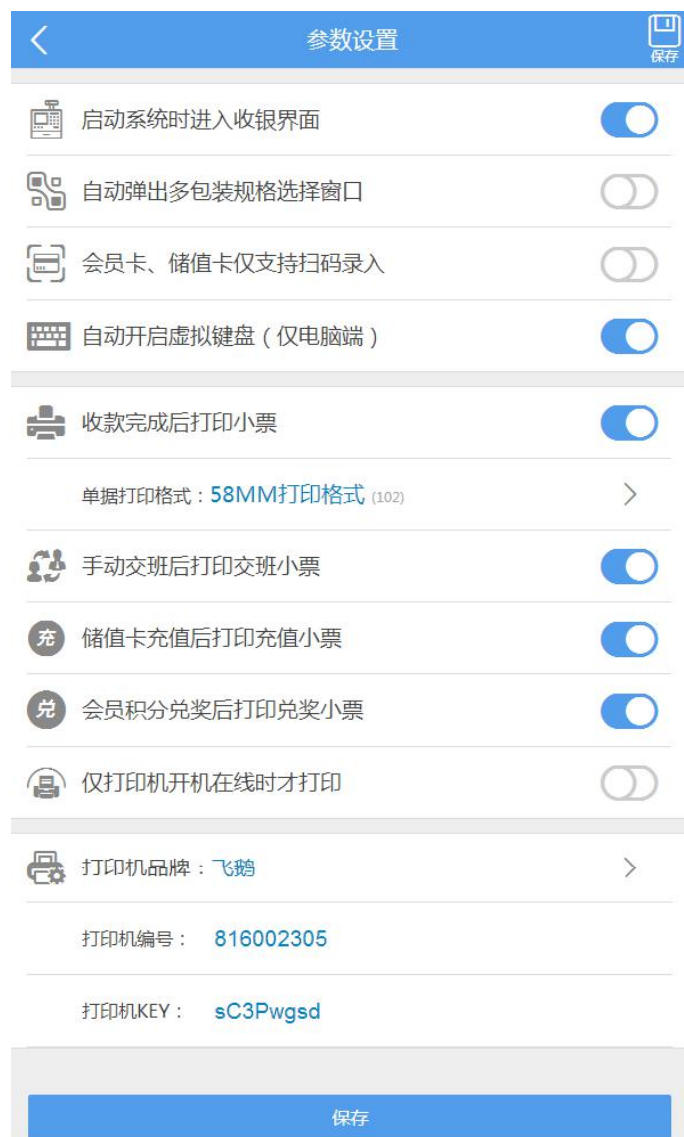 参数设置
保存
启动系统时进入收银界面
自动弹出多包装规格选择窗口
会员卡、储值卡仅支持扫码录入
自动开启虚拟键盘（仅电脑端）
收款完成后打印小票
单据打印格式：58MM打印格式 (102)
手动交班后打印交班小票
充 储值卡充值后打印充值小票
兑 会员积分兑奖后打印兑奖小票
仅打印机开机在线时才打印
打印机品牌：飞鹅
打印机编号： 816002305
打印机KEY： sC3Pwgsd
保存